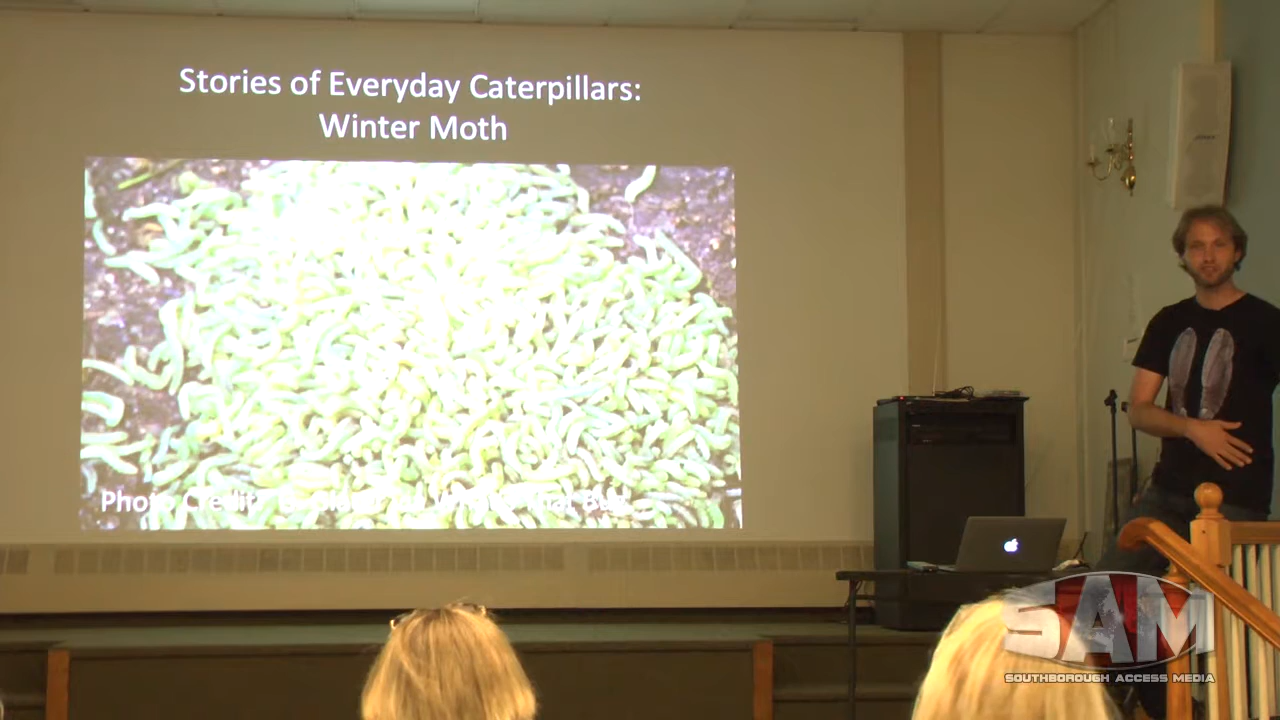 Stories of Everyday Caterpillars:
Winter Moth
Photo Credit:
SAM
SOUTHBOROUGH ACCESS MEDIA